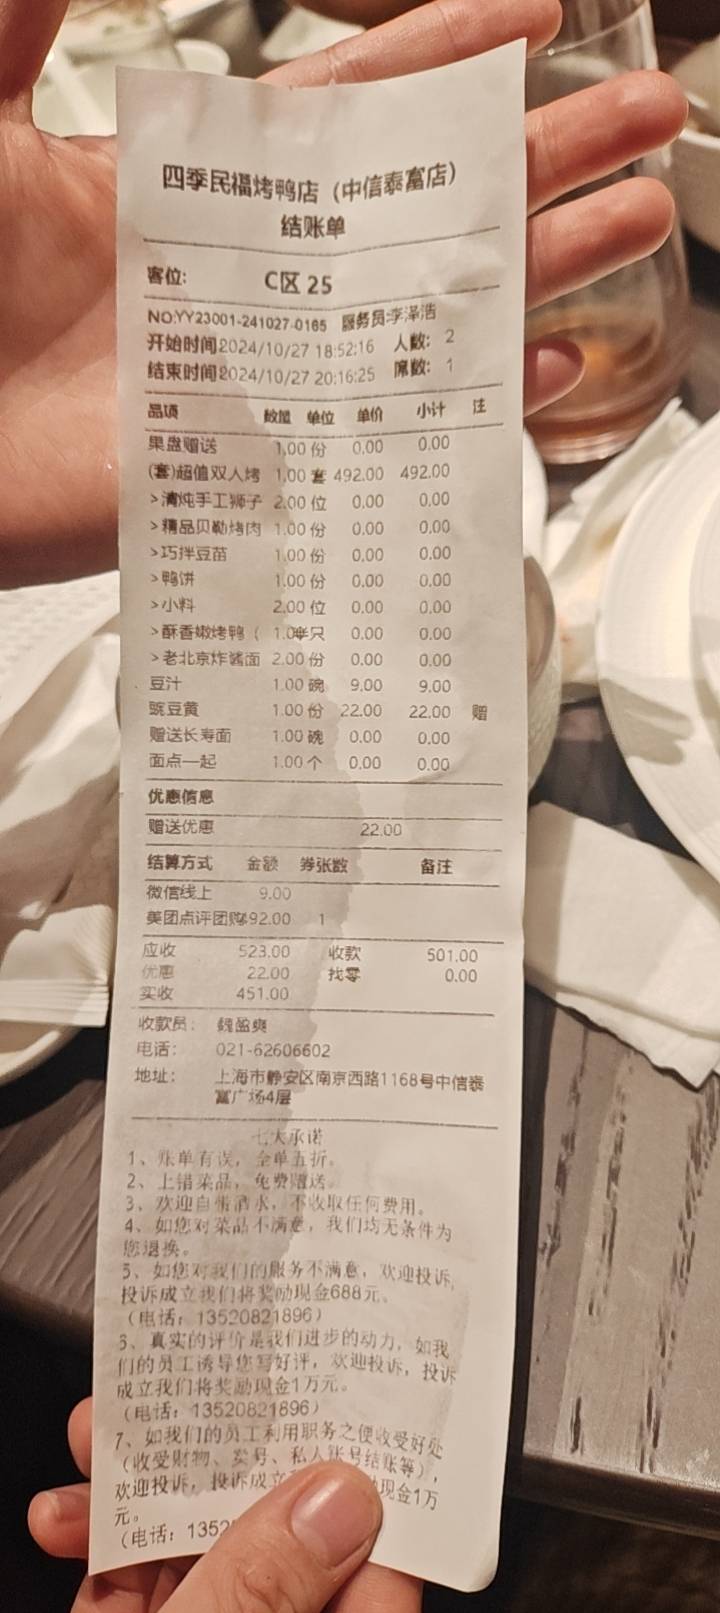 四季民福烤鸭店（中信泰富店）
结账单
客位： C区 25
NO:YY23001-241027-0165 服务员:李泽浩
开始时间2024/10/27 18:52:16 人数： 2
结束时间2024/10/27 20:16:25 席数： 1
品项 数量 单位 单价 小计 注
果盘赠送 1.00 份 0.00 0.00
(套)超值双人烤 1.00 套 492.00 492.00
>清炖手工狮子 2.00 位 0.00 0.00
>精品贝勒烤肉 1.00 份 0.00 0.00
>巧拌豆苗 1.00 份 0.00 0.00
>鸭饼 1.00 份 0.00 0.00
>小料 2.00 位 0.00 0.00
>酥香嫩烤鸭（ 1.00半只 0.00 0.00
>老北京炸酱面 2.00 份 0.00 0.00
豆汁 1.00 碗 9.00 9.00
豌豆黄 1.00 份 22.00 22.00 赠
赠送长寿面 1.00 碗 0.00 0.00
面点一起 1.00 个 0.00 0.00
优惠信息
赠送优惠 22.00
结算方式 金额 券张数 备注
微信线上 9.00
美团点评团购492.00 1
应收 523.00 收款 501.00
优惠 22.00 找零 0.00
实收 451.00
收款员： 魏盈爽
电话： 021-62606602
地址： 上海市静安区南京西路1168号中信泰
富广场4层
七大承诺
1、账单有误，全单五折。
2、上错菜品，免费赠送。
3、欢迎自带酒水，不收取任何费用。
4、如您对菜品不满意，我们均无条件为
您退换。
5、如您对我们的服务不满意，欢迎投诉，
投诉成立我们将奖励现金688元。
（电话：13520821896）
6、真实的评价是我们进步的动力，如我
们的员工诱导您写好评，欢迎投诉，投诉
成立我们将奖励现金1万元。
（电话：13520821896）
7、如我们的员工利用职务之便收受好处
（收受财物、卖号、私人账号结账等），
欢迎投诉，投诉成立 现金1万
元。
（电话：1352